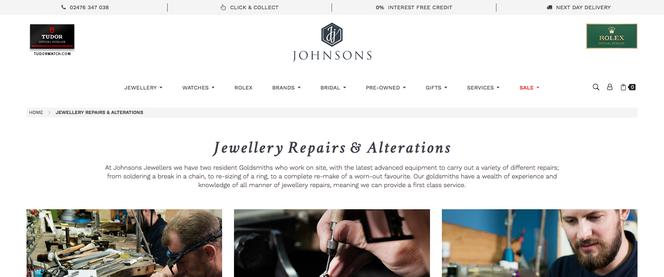 02476 347 038
CLICK & COLLECT
0% INTEREST FREE CREDIT
NEXT DAY DELIVERY
TUDOR
TUDORWATCH.COM
JOHNSONS
ROLEX
JEWELLERY
WATCHES
ROLEX
BRANDS
BRIDAL
PRE-OWNED
GIFTS
SERVICES
SALE
0
HOME
JEWELLERY REPAIRS & ALTERATIONS
Jewellery Repairs & Alterations
At Johnsons Jewellers we have two resident Goldsmiths who work on site, with the latest advanced equipment to carry out a variety of different repairs;
from soldering a break in a chain, to re-sizing of a ring, to a complete re-make of a worn-out favourite. Our goldsmiths have a wealth of experience and
knowledge of all manner of jewellery repairs, meaning we can provide a first class service.